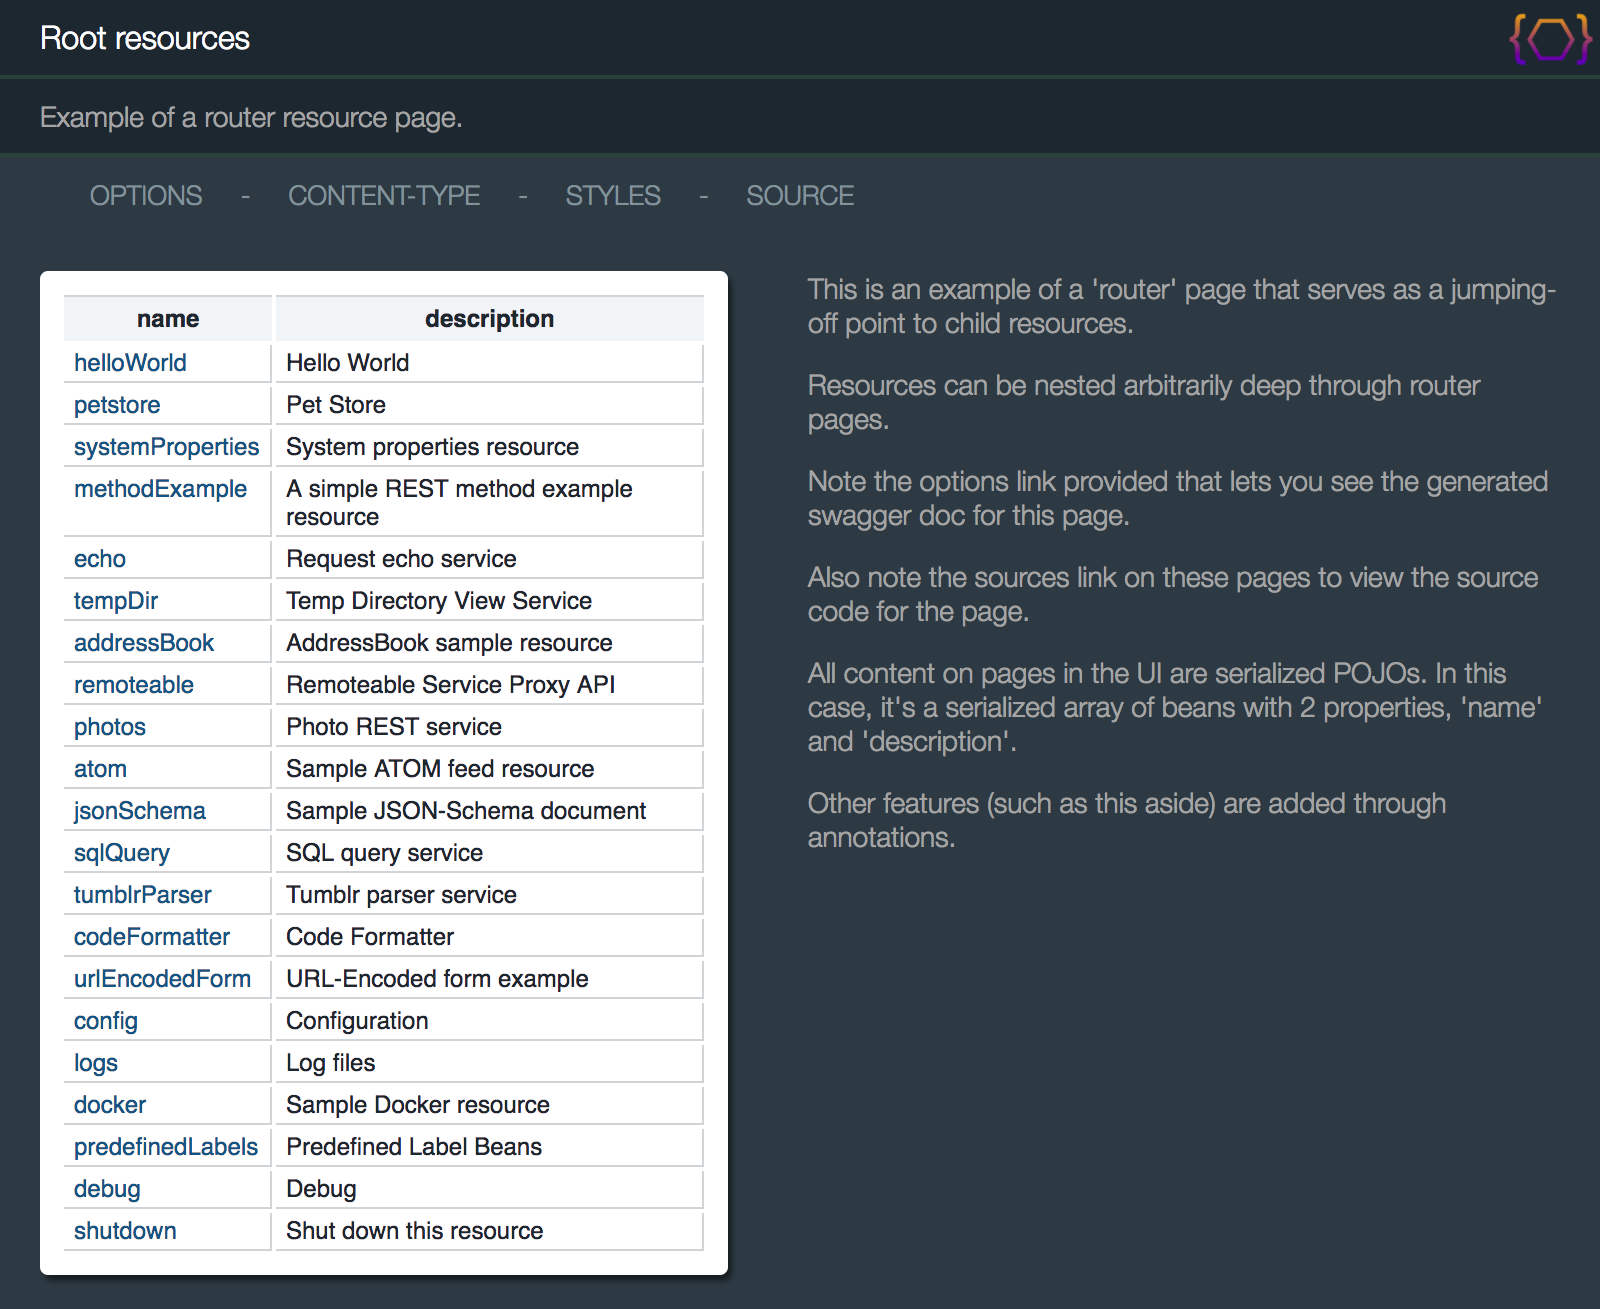 Root resources
Example of a router resource page.
OPTIONS - CONTENT-TYPE - STYLES - SOURCE
name description
helloWorld Hello World
petstore Pet Store
systemProperties System properties resource
methodExample A simple REST method example
resource
echo Request echo service
tempDir Temp Directory View Service
addressBook AddressBook sample resource
remoteable Remoteable Service Proxy API
photos Photo REST service
atom Sample ATOM feed resource
jsonSchema Sample JSON-Schema document
sqlQuery SQL query service
tumblrParser Tumblr parser service
codeFormatter Code Formatter
urlEncodedForm URL-Encoded form example
config Configuration
logs Log files
docker Sample Docker resource
predefinedLabels Predefined Label Beans
debug Debug
shutdown Shut down this resource
This is an example of a 'router' page that serves as a jumping-
off point to child resources.
Resources can be nested arbitrarily deep through router
pages.
Note the options link provided that lets you see the generated
swagger doc for this page.
Also note the sources link on these pages to view the source
code for the page.
All content on pages in the UI are serialized POJOs. In this
case, it's a serialized array of beans with 2 properties, 'name'
and 'description'.
Other features (such as this aside) are added through
annotations.